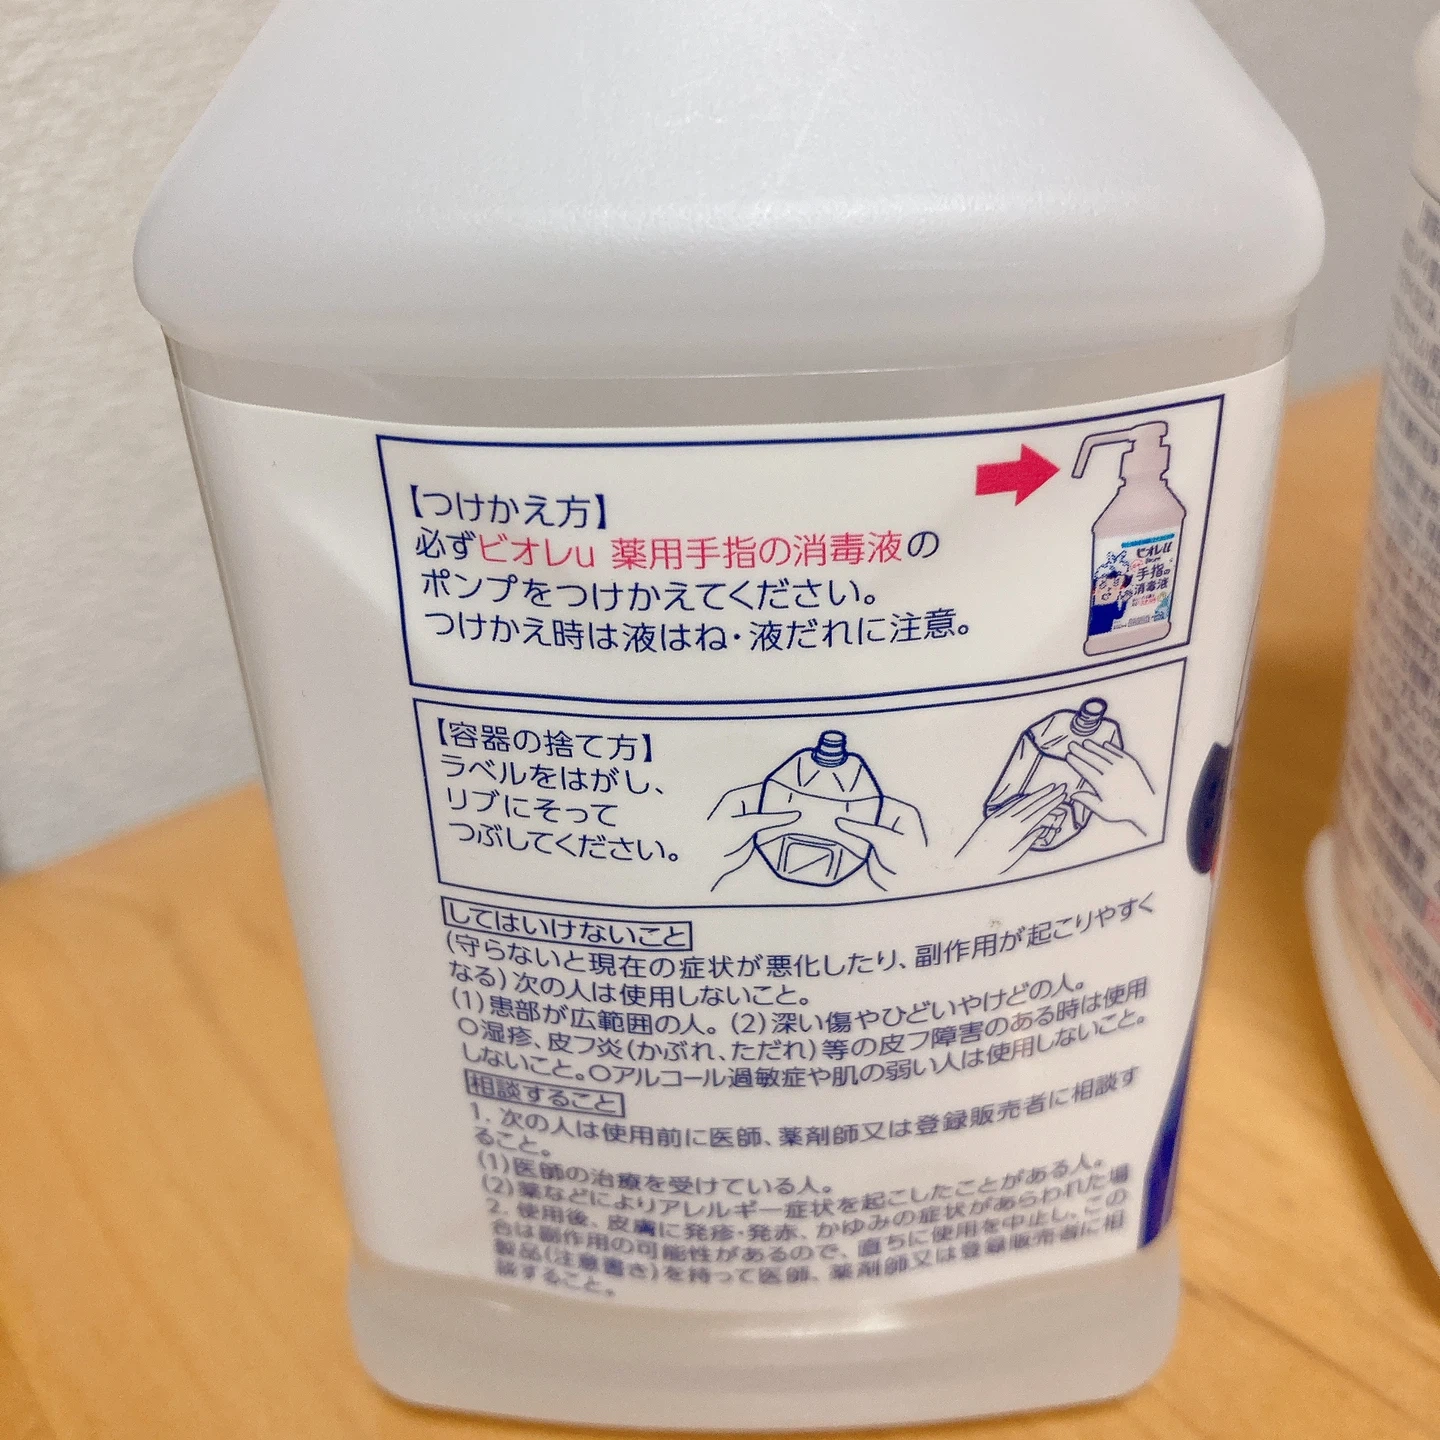 【つけかえ方】
必ずビオレu 薬用手指の消毒液の
ポンプをつけかえてください。
つけかえ時は液はね・液だれに注意。
ビオレu
手指の
消毒液
【容器の捨て方】
ラベルをはがし、
リブにそって
つぶしてください。
してはいけないこと
(守らないと現在の症状が悪化したり、副作用が起こりやすく
なる)次の人は使用しないこと。
(1)患部が広範囲の人。(2)深い傷やひどいやけどの人。
○湿疹、皮フ炎(かぶれ、ただれ)等の皮フ障害のある時は使用
しないこと。○アルコール過敏症や肌の弱い人は使用しないこと。
相談すること
1. 次の人は使用前に医師、薬剤師又は登録販売者に相談す
ること。
(1)医師の治療を受けている人。
(2)薬などによりアレルギー症状を起こしたことがある人。
2. 使用後、皮膚に発疹・発赤、かゆみの症状があらわれた場
合は副作用の可能性があるので、直ちに使用を中止し、この
製品(注意書き)を持って医師、薬剤師又は登録販売者に相
談すること。